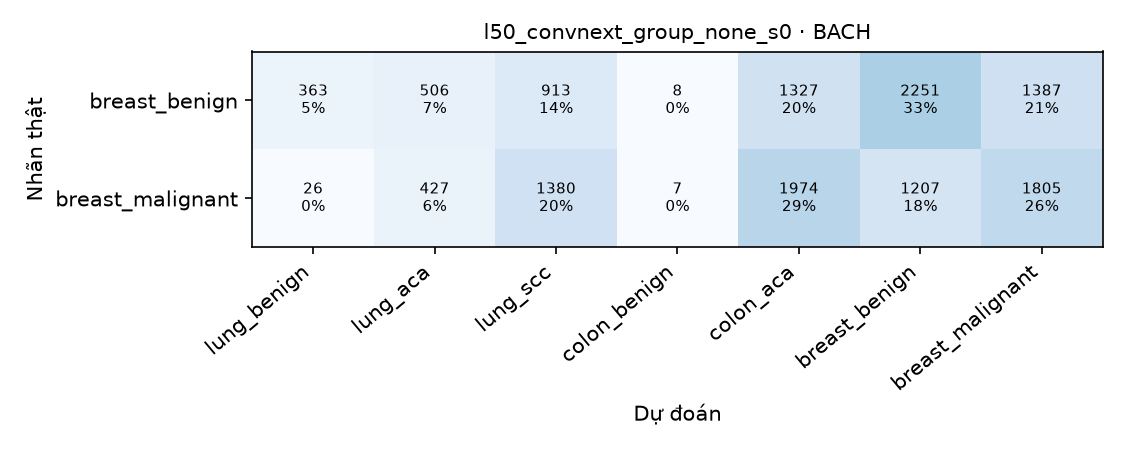 l50_convnext_group_none_s0 · BACH
Nhãn thật
breast_benign
363 506 913 8 1327 2251 1387
5% 7% 14% 0% 20% 33% 21%
breast_malignant
26 427 1380 7 1974 1207 1805
0% 6% 20% 0% 29% 18% 26%
lung_benign
lung_aca
lung_scc
colon_benign
colon_aca
breast_benign
breast_malignant
Dự đoán